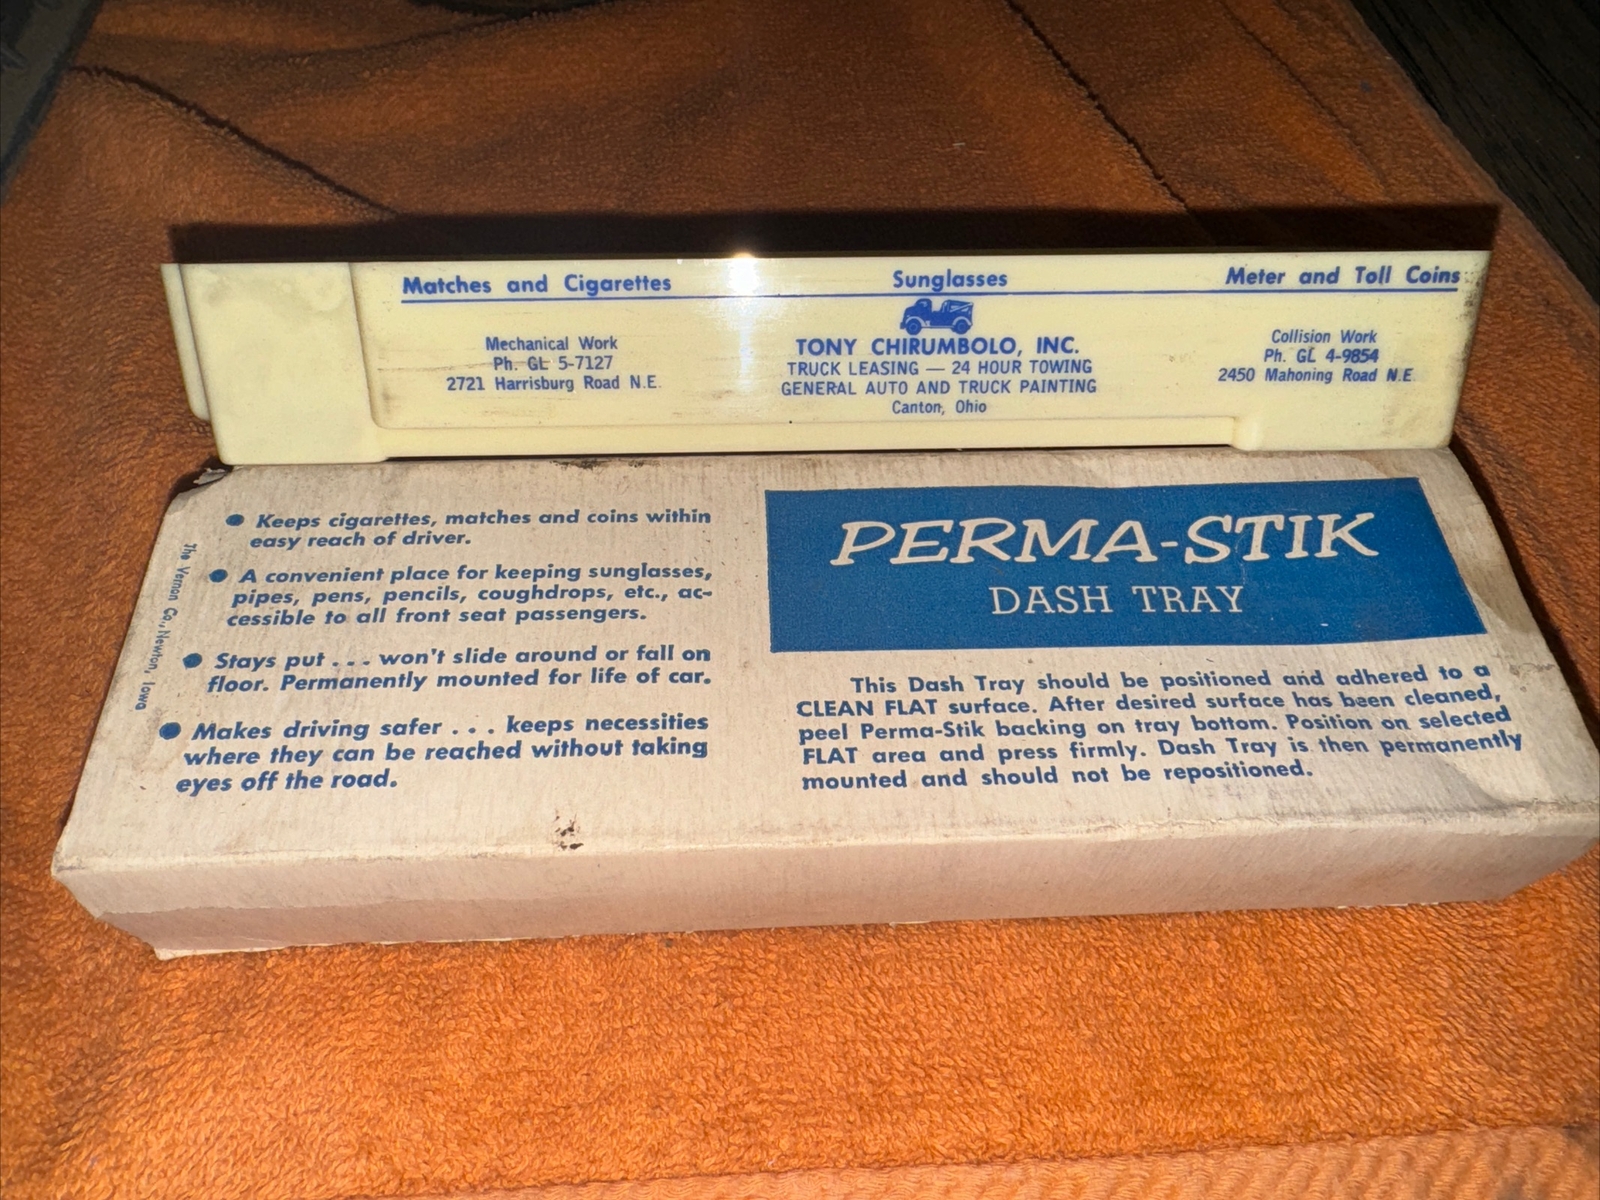 Matches and Cigarettes
Sunglasses
Meter and Toll Coins
Mechanical Work
Ph. GL 5-7127
2721 Harrisburg Road N.E.
TONY CHIRUMBOLO, INC.
TRUCK LEASING — 24 HOUR TOWING
GENERAL AUTO AND TRUCK PAINTING
Canton, Ohio
Collision Work
Ph. GL 4-9854
2450 Mahoning Road N.E.
The Vernon Co., Newton, Iowa
● Keeps cigarettes, matches and coins within
easy reach of driver.
● A convenient place for keeping sunglasses,
pipes, pens, pencils, coughdrops, etc., ac-
cessible to all front seat passengers.
● Stays put . . . won't slide around or fall on
floor. Permanently mounted for life of car.
● Makes driving safer . . . keeps necessities
where they can be reached without taking
eyes off the road.
PERMA-STIK
DASH TRAY
This Dash Tray should be positioned and adhered to a
CLEAN FLAT surface. After desired surface has been cleaned,
peel Perma-Stik backing on tray bottom. Position on selected
FLAT area and press firmly. Dash Tray is then permanently
mounted and should not be repositioned.